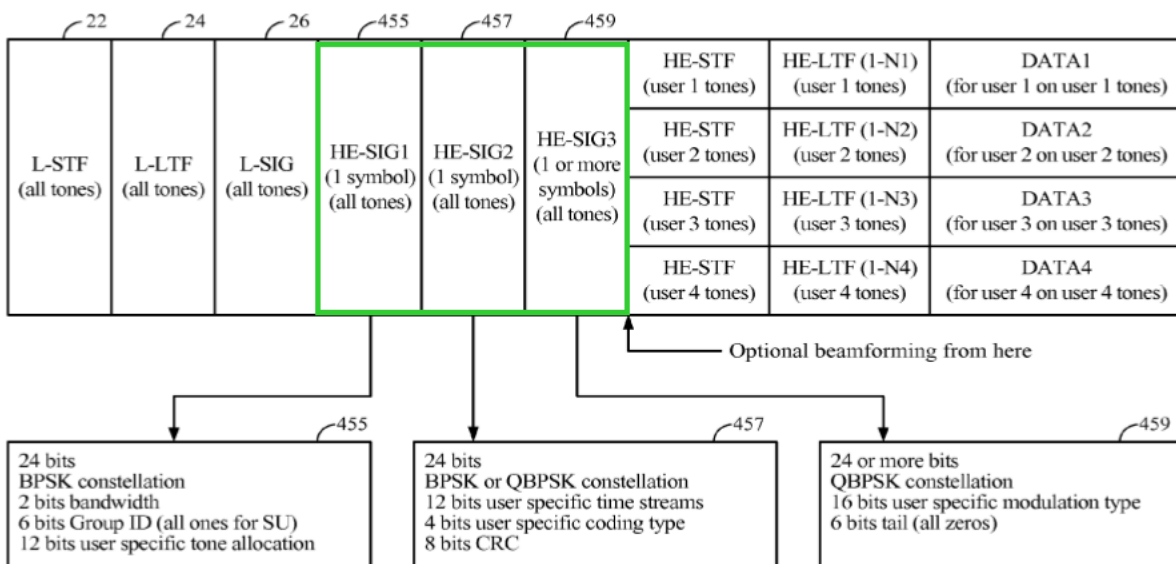 22
24
26
455
457
459
L-STF
(all tones)
L-LTF
(all tones)
L-SIG
(all tones)
HE-SIG1
(1 symbol)
(all tones)
HE-SIG2
(1 symbol)
(all tones)
HE-SIG3
(1 or more
symbols)
(all tones)
HE-STF
(user 1 tones)
HE-LTF (1-N1)
(user 1 tones)
DATA1
(for user 1 on user 1 tones)
HE-STF
(user 2 tones)
HE-LTF (1-N2)
(user 2 tones)
DATA2
(for user 2 on user 2 tones)
HE-STF
(user 3 tones)
HE-LTF (1-N3)
(user 3 tones)
DATA3
(for user 3 on user 3 tones)
HE-STF
(user 4 tones)
HE-LTF (1-N4)
(user 4 tones)
DATA4
(for user 4 on user 4 tones)
Optional beamforming from here
455
24 bits
BPSK constellation
2 bits bandwidth
6 bits Group ID (all ones for SU)
12 bits user specific tone allocation
457
24 bits
BPSK or QBPSK constellation
12 bits user specific time streams
4 bits user specific coding type
8 bits CRC
459
24 or more bits
QBPSK constellation
16 bits user specific modulation type
6 bits tail (all zeros)